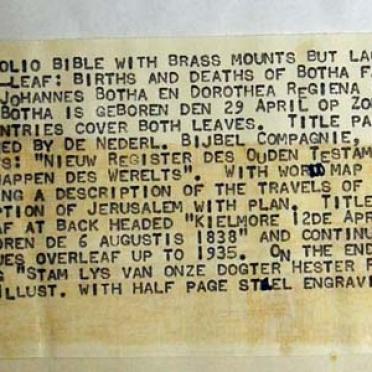 OLIO BIBLE WITH BRASS MOUNTS BUT LA
-LEAF: BIRTHS AND DEATHS OF BOTHA F
JOHANNES BOTHA EN DOROTHEA REGIENA
BOTHA IS GEBOREN DEN 29 APRIL OP ZO
NTRIES COVER BOTH LEAVES. TITLE PA
ED BY DE NEDERL. BIJBEL COMPAGNIE,
S: "NIEUW REGISTER DES OUDEN TESTAM
HAPPEN DES WERELTS". WITH WORLD MAP
NG A DESCRIPTION OF THE TRAVELS OF
PTION OF JERUSALEM WITH PLAN. TITLE
AF AT BACK HEADED "KIELMORE 12DE APR
OREN DE 6 AUGUSTIS 1838" AND CONTINU
UES OVERLEAF UP TO 1935. ON THE END
"STAM LYS VAN ONZE DOGTER HESTER
ILLUST. WITH HALF PAGE STEEL ENGRAVI